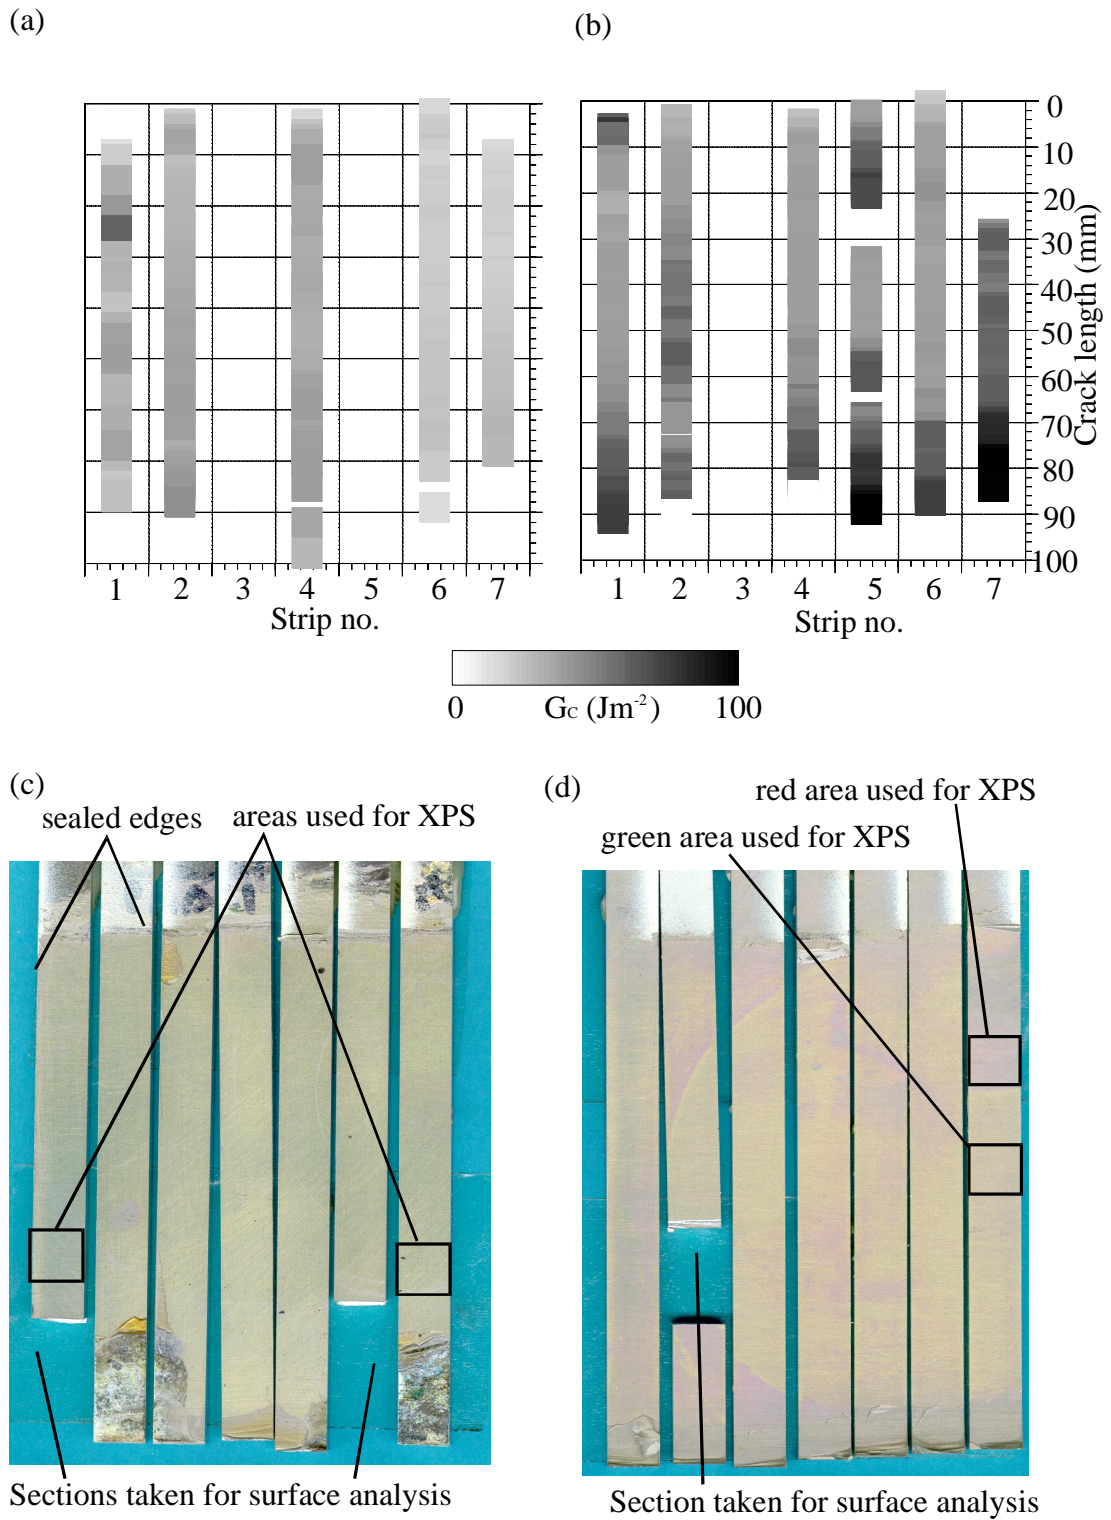 (a)
(b)
0
10
20
30
40
50
60
70
80
90
100
Crack length (mm)
1 2 3 4 5 6 7
Strip no.
1 2 3 4 5 6 7
Strip no.
0 Gc (Jm⁻²) 100
(c)
sealed edges
areas used for XPS
Sections taken for surface analysis
(d)
red area used for XPS
green area used for XPS
Section taken for surface analysis